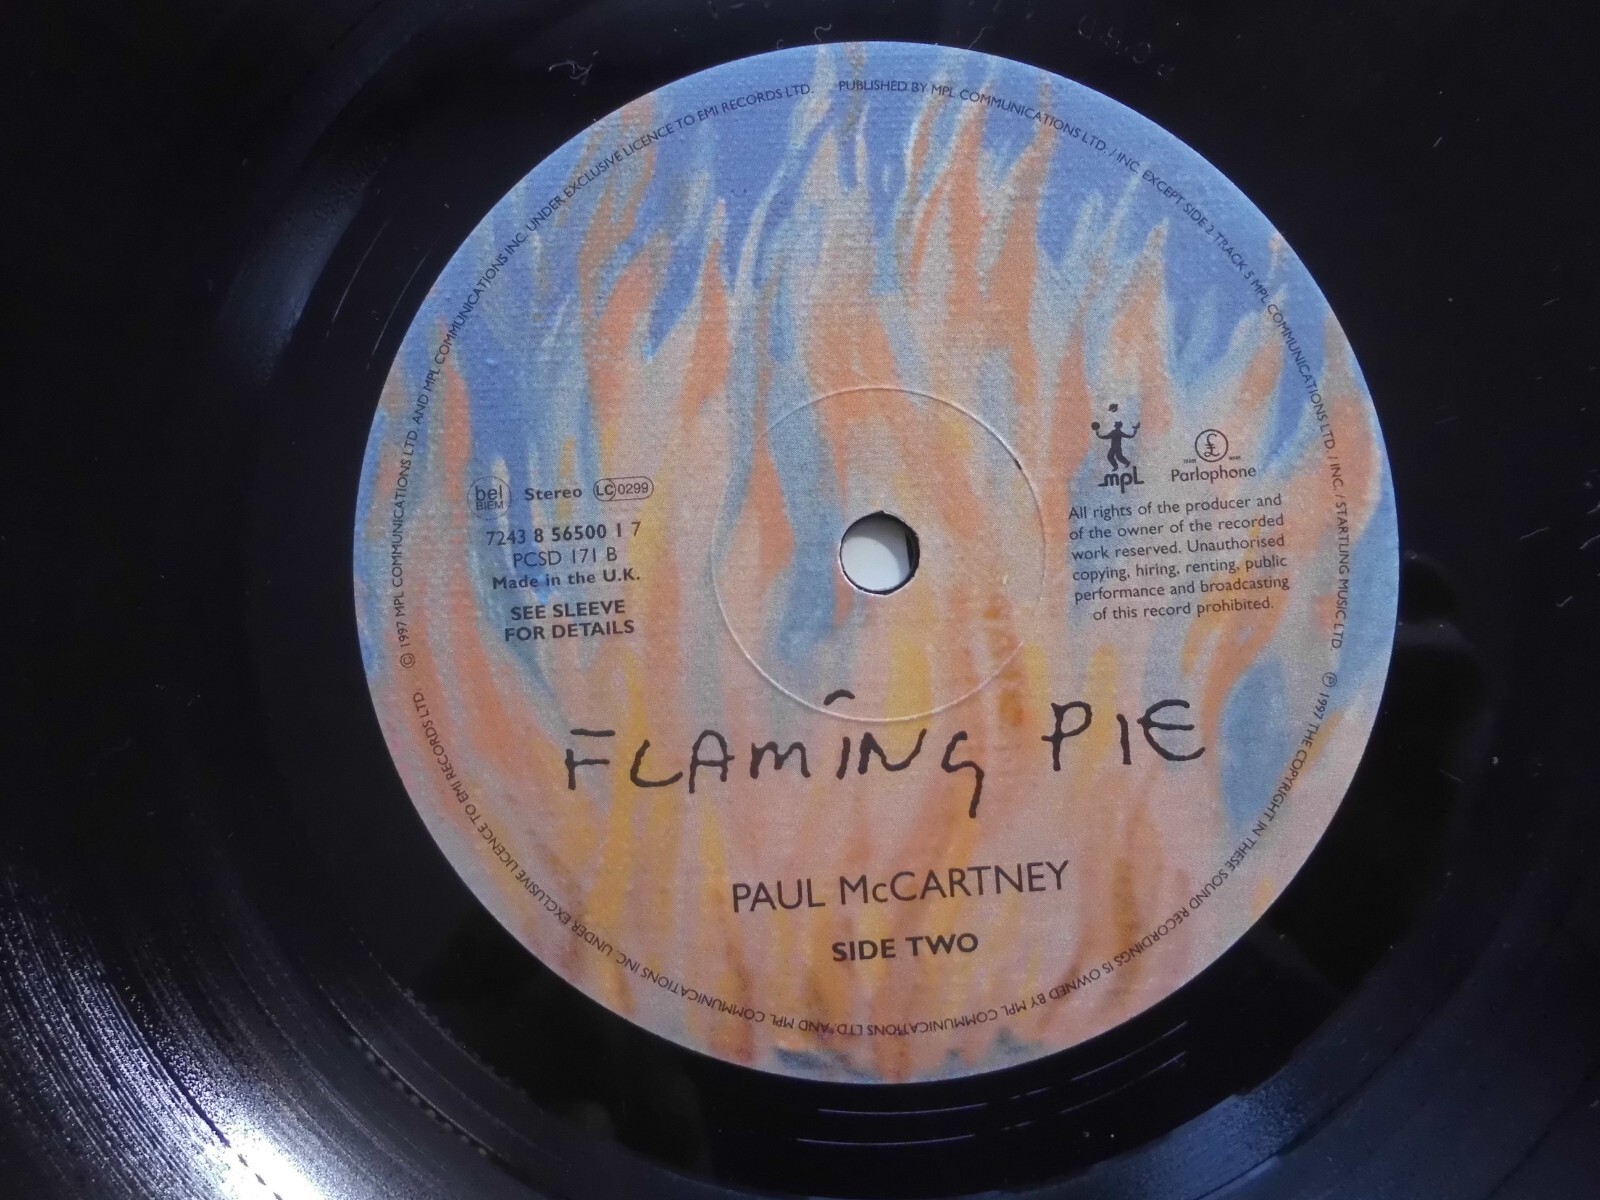 © 1997 MPL COMMUNICATIONS LTD. AND MPL COMMUNICATIONS INC. UNDER EXCLUSIVE LICENCE TO EMI RECORDS LTD.
PUBLISHED BY MPL COMMUNICATIONS LTD. / INC. EXCEPT SIDE 2 TRACK 5 MPL COMMUNICATIONS LTD. / INC. / STARTLING MUSIC LTD.
℗ 1997 THE COPYRIGHT IN THESE SOUND RECORDINGS IS OWNED BY MPL COMMUNICATIONS LTD. AND MPL COMMUNICATIONS INC. UNDER EXCLUSIVE LICENCE TO EMI RECORDS LTD.
bel
BIEM
Stereo LC 0299
7243 8 56500 1 7
PCSD 171 B
Made in the U.K.
SEE SLEEVE
FOR DETAILS
mpL
£
Parlophone
All rights of the producer and
of the owner of the recorded
work reserved. Unauthorised
copying, hiring, renting, public
performance and broadcasting
of this record prohibited.
FLAMING PIE
PAUL McCARTNEY
SIDE TWO